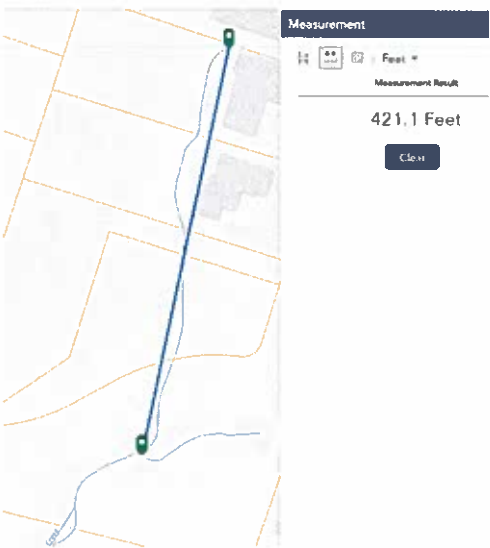 Measurement
Feet
Measurement Result
421.1 Feet
Clear